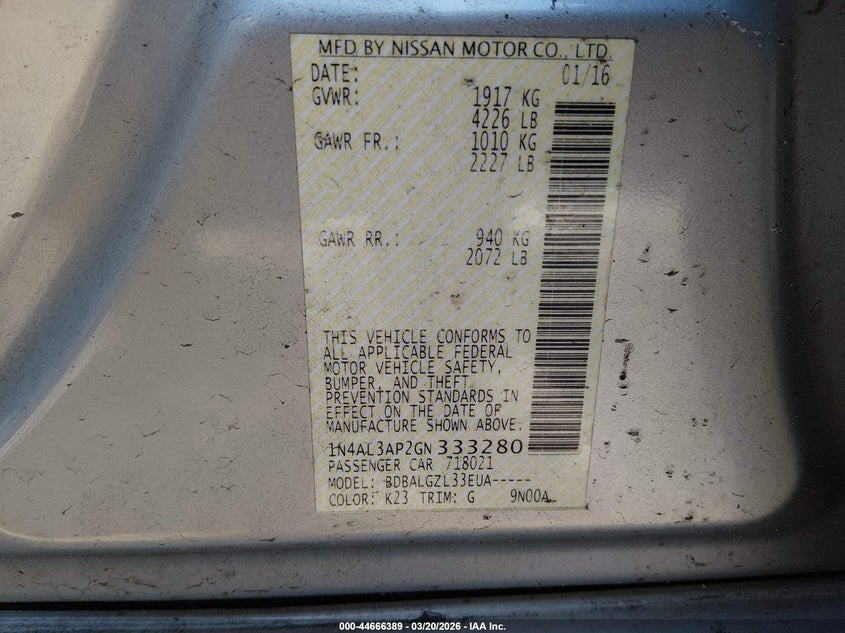 MFD BY NISSAN MOTOR CO., LTD.
DATE: 01/16
GVWR: 1917 KG
4226 LB
GAWR FR.: 1010 KG
2227 LB
GAWR RR.: 940 KG
2072 LB
THIS VEHICLE CONFORMS TO
ALL APPLICABLE FEDERAL
MOTOR VEHICLE SAFETY,
BUMPER, AND THEFT
PREVENTION STANDARDS IN
EFFECT ON THE DATE OF
MANUFACTURE SHOWN ABOVE.
1N4AL3AP2GN 333280
PASSENGER CAR 718021
MODEL: BDBALGZL33EUA-----
COLOR: K23 TRIM: G 9N00A
000-44666389 - 03/20/2026 - IAA Inc.